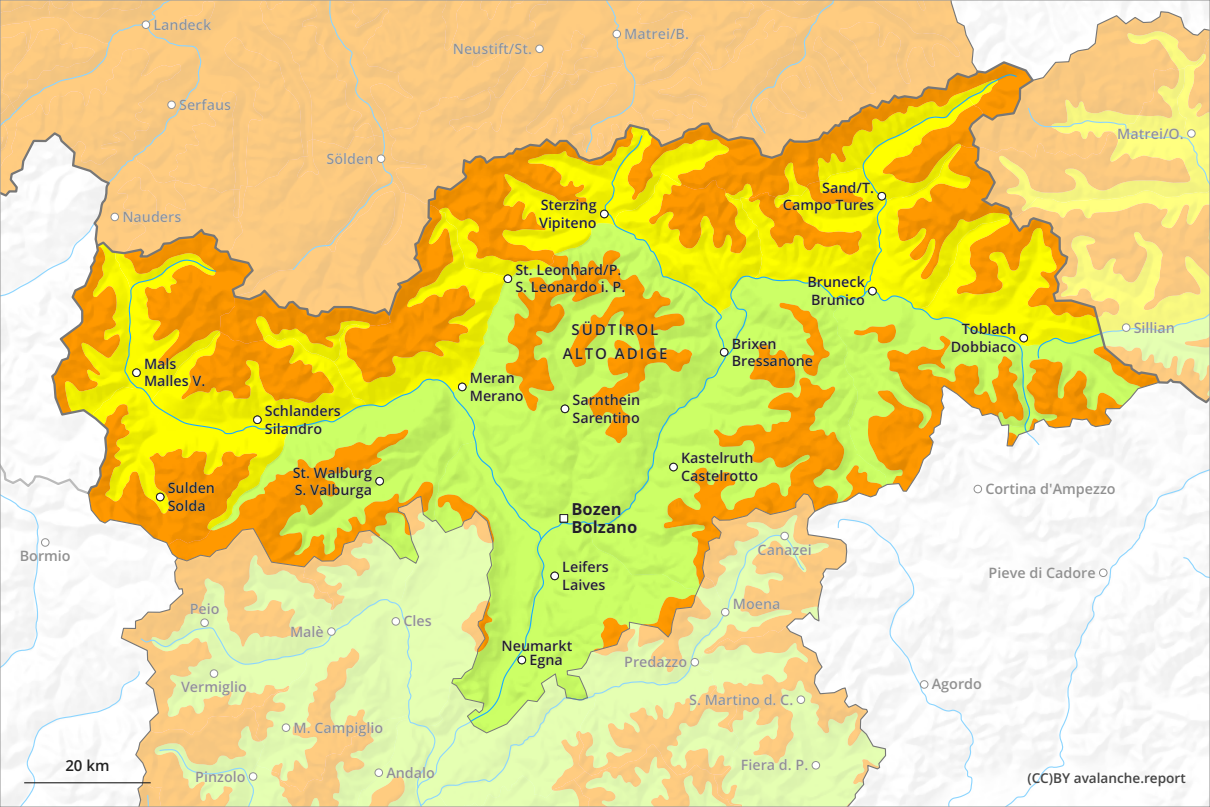 Landeck
Matrei/B.
Neustift/St.
Serfaus
Matrei/O.
Sölden
Sand/T.
Campo Tures
Sterzing
Vipiteno
Nauders
St. Leonhard/P.
S. Leonardo i. P.
Bruneck
Brunico
SÜDTIROL
ALTO ADIGE
Toblach
Dobbiaco
Sillian
Brixen
Bressanone
Mals
Malles V.
Meran
Merano
Sarnthein
Sarentino
Schlanders
Silandro
Kastelruth
Castelrotto
St. Walburg
S. Valburga
Sulden
Solda
Cortina d'Ampezzo
Bozen
Bolzano
Bormio
Canazei
Leifers
Laives
Pieve di Cadore
Peio
Moena
Cles
Malè
Neumarkt
Egna
Predazzo
Vermiglio
Agordo
S. Martino d. C.
M. Campiglio
20 km
Pinzolo
Andalo
Fiera d. P.
(CC)BY avalanche.report